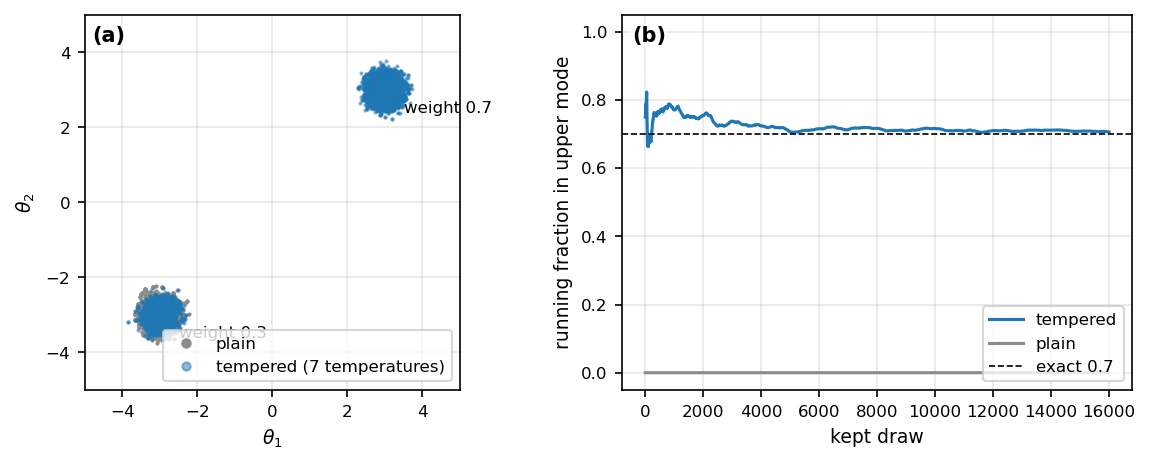 (a)
4
2
0
−2
−4
θ2
weight 0.7
weight 0.3
plain
tempered (7 temperatures)
−4 −2 0 2 4
θ1
(b)
1.0
0.8
0.6
0.4
0.2
0.0
running fraction in upper mode
tempered
plain
exact 0.7
0 2000 4000 6000 8000 10000 12000 14000 16000
kept draw